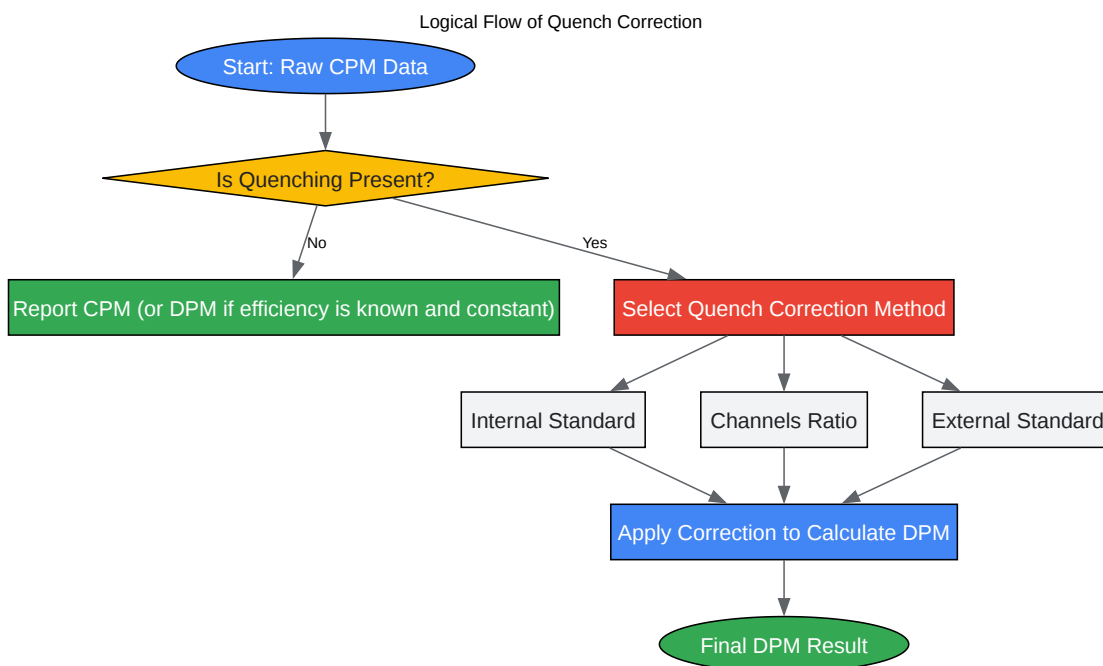 Logical Flow of Quench Correction
Start: Raw CPM Data
Is Quenching Present?
No
Yes
Report CPM (or DPM if efficiency is known and constant)
Select Quench Correction Method
Internal Standard
Channels Ratio
External Standard
Apply Correction to Calculate DPM
Final DPM Result